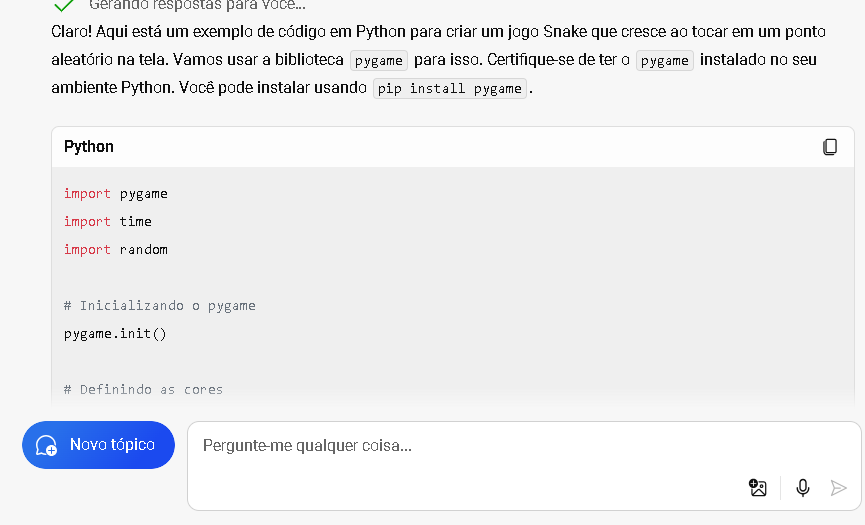 Gerando respostas para você...
Claro! Aqui está um exemplo de código em Python para criar um jogo Snake que cresce ao tocar em um ponto
aleatório na tela. Vamos usar a biblioteca pygame para isso. Certifique-se de ter o pygame instalado no seu
ambiente Python. Você pode instalar usando pip install pygame.
Python
import pygame
import time
import random
# Inicializando o pygame
pygame.init()
# Definindo as cores
Novo tópico
Pergunte-me qualquer coisa...